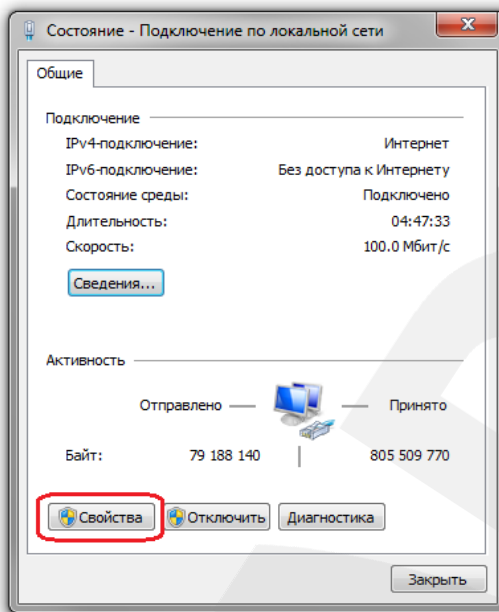 Состояние - Подключение по локальной сети
Общие
Подключение
IPv4-подключение: Интернет
IPv6-подключение: Без доступа к Интернету
Состояние среды: Подключено
Длительность: 04:47:33
Скорость: 100.0 Мбит/с
Сведения...
Активность
Отправлено — — Принято
Байт: 79 188 140 | 805 509 770
Свойства Отключить Диагностика
Закрыть